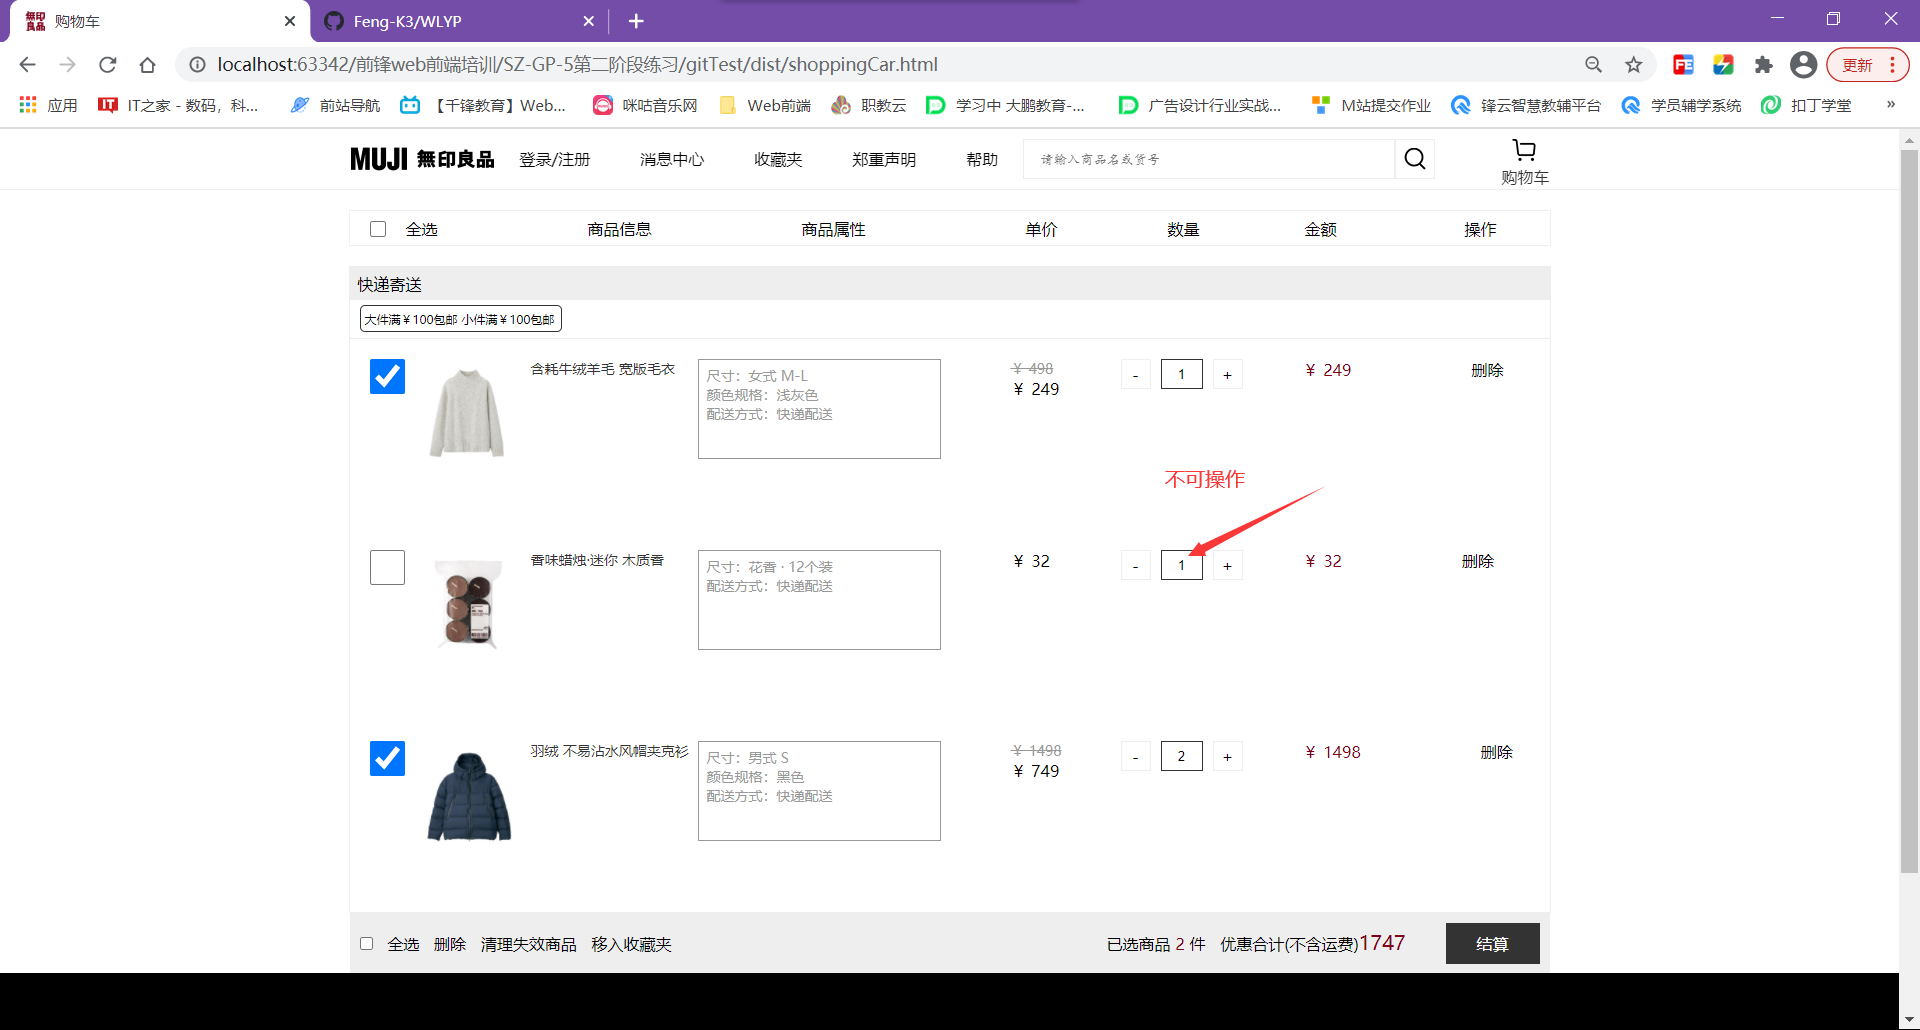 無印良品 购物车
Feng-K3/WLYP
localhost:63342/前锋web前端培训/SZ-GP-5第二阶段练习/gitTest/dist/shoppingCar.html
FE
更新
应用
IT IT之家 - 数码，科...
前站导航
【千锋教育】Web...
咪咕音乐网
Web前端
职教云
学习中 大鹏教育-...
广告设计行业实战...
M站提交作业
锋云智慧教辅平台
学员辅学系统
扣丁学堂
»
MUJI 無印良品 登录/注册 消息中心 收藏夹 郑重声明 帮助 请输入商品名或货号
购物车
全选 商品信息 商品属性 单价 数量 金额 操作
快递寄送
大件满￥100包邮 小件满￥100包邮
含耗牛绒羊毛 宽版毛衣
尺寸：女式 M-L
颜色规格：浅灰色
配送方式：快递配送
￥ 498
￥ 249
- 1 +
￥ 249
删除
不可操作
香味蜡烛·迷你 木质香
尺寸：花香 · 12个装
配送方式：快递配送
￥ 32
- 1 +
￥ 32
删除
羽绒 不易沾水风帽夹克衫
尺寸：男式 S
颜色规格：黑色
配送方式：快递配送
￥ 1498
￥ 749
- 2 +
￥ 1498
删除
全选 删除 清理失效商品 移入收藏夹 已选商品 2 件 优惠合计(不含运费)1747 结算